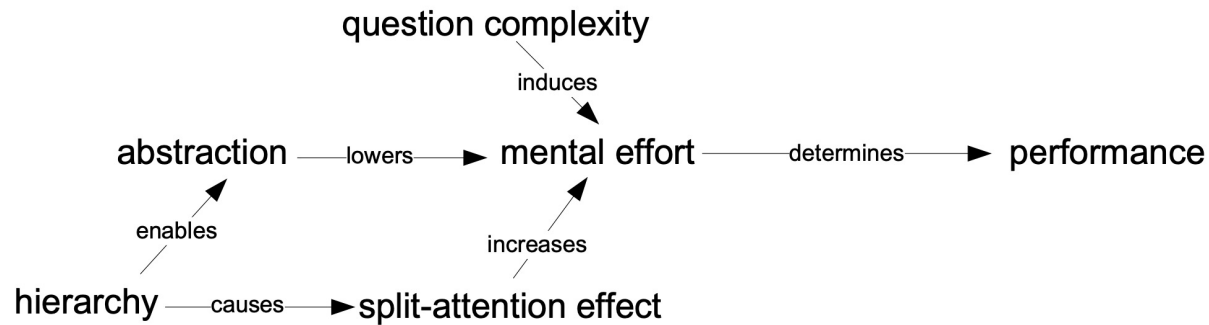 question complexity
induces
abstraction lowers mental effort determines performance
enables
increases
hierarchy causes split-attention effect